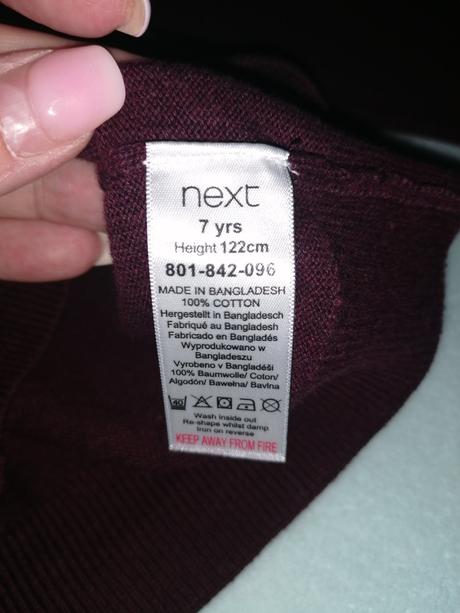 next
7 yrs
Height 122cm
801-842-096
MADE IN BANGLADESH
100% COTTON
Hergestellt in Bangladesch
Fabriqué au Bangladesh
Fabricado en Bangladés
Wyprodukowano w
Bangladeszu
Vyrobeno v Bangladéši
100% Baumwolle/ Coton/
Algodón/ Bawełna/ Bavlna
40
Wash inside out
Re-shape whilst damp
Iron on reverse
KEEP AWAY FROM FIRE